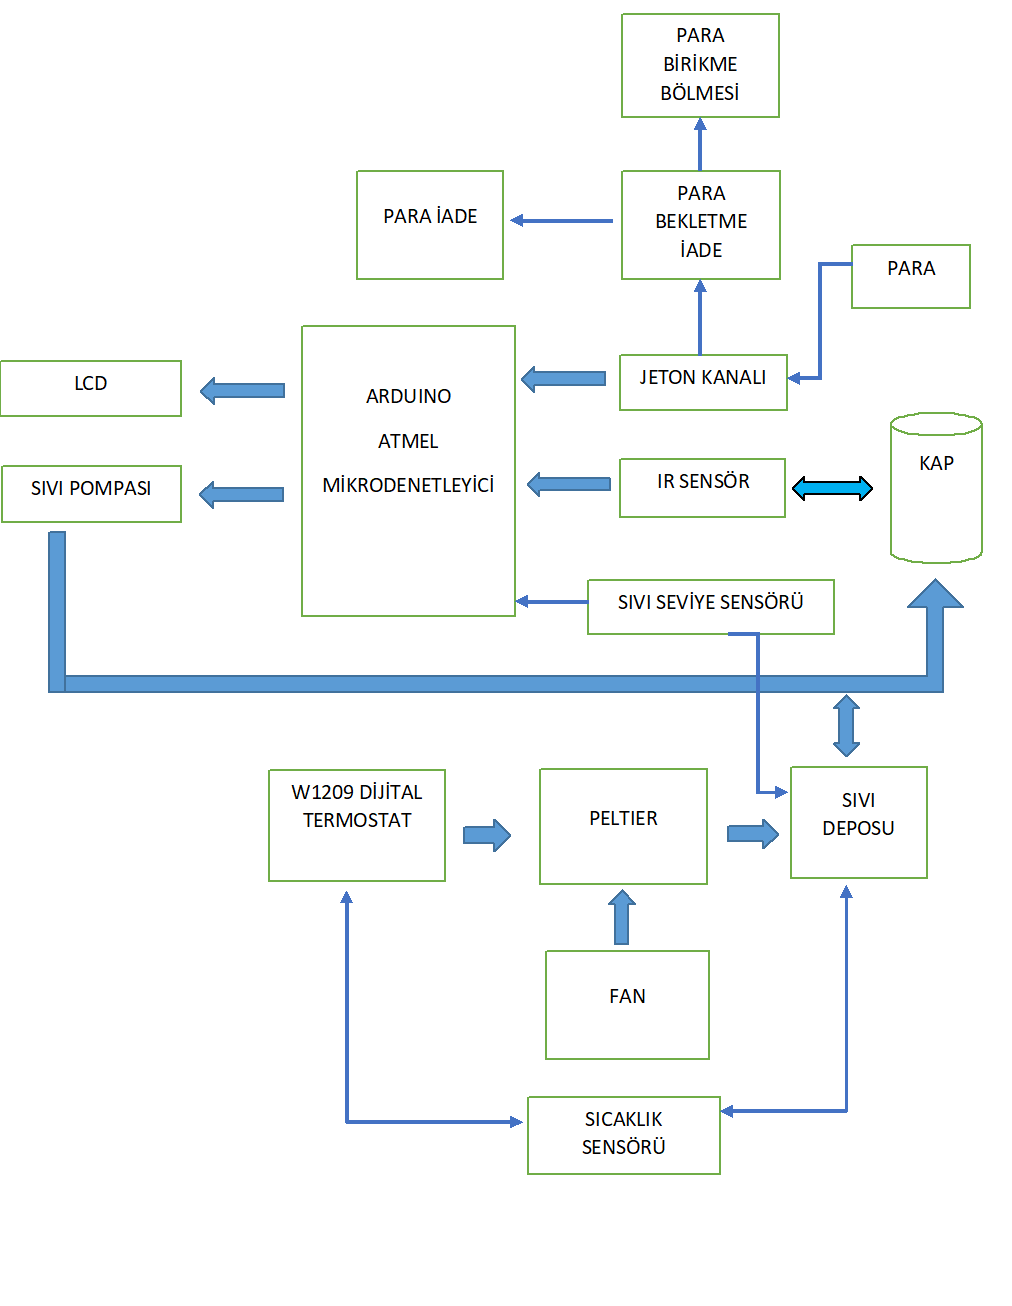 PARA
BİRİKME
BÖLMESİ
PARA İADE
PARA
BEKLETME
İADE
PARA
LCD
ARDUINO
ATMEL
MİKRODENETLEYİCİ
JETON KANALI
KAP
SIVI POMPASI
IR SENSÖR
SIVI SEVİYE SENSÖRÜ
W1209 DİJİTAL
TERMOSTAT
PELTIER
SIVI
DEPOSU
FAN
SICAKLIK
SENSÖRÜ